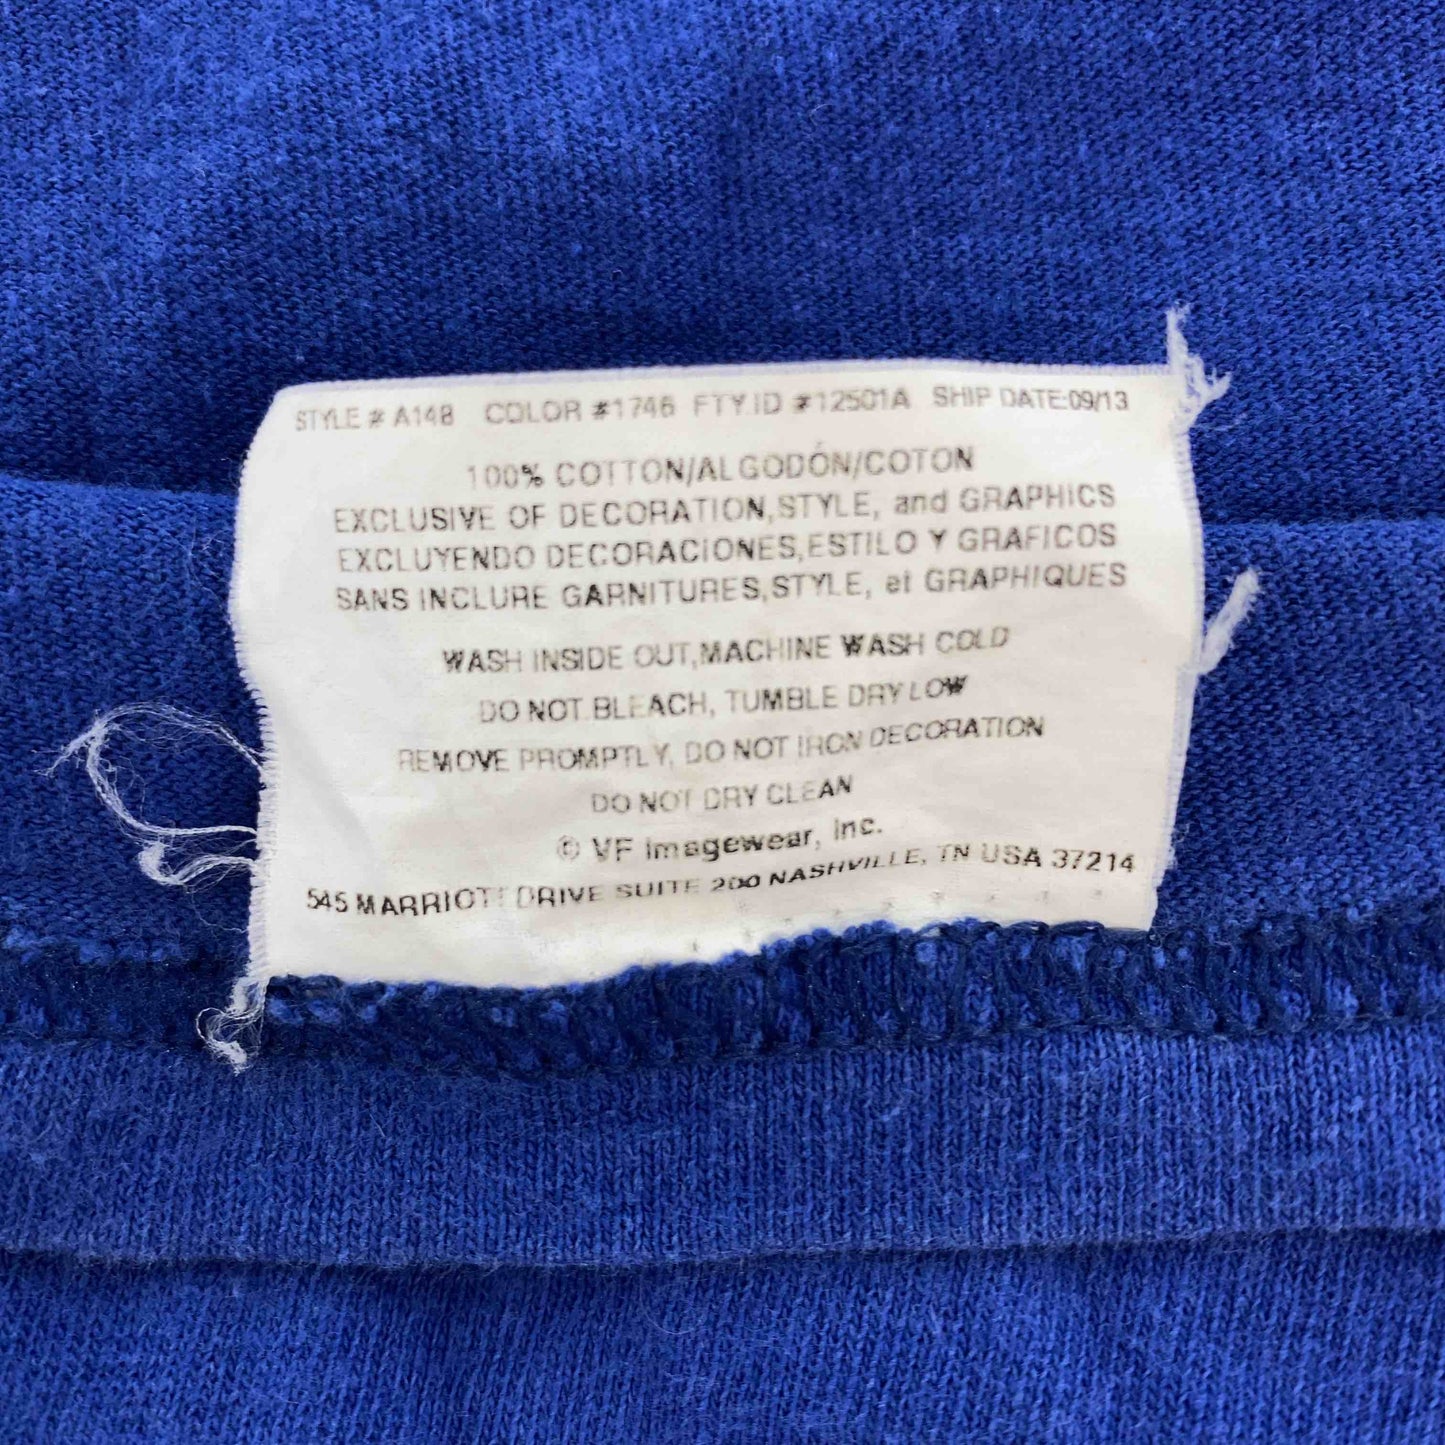 STYLE # A148 COLOR #1746 FTY.ID #12501A SHIP DATE:09/13
100% COTTON/ALGODÓN/COTON
EXCLUSIVE OF DECORATION,STYLE, and GRAPHICS
EXCLUYENDO DECORACIONES,ESTILO Y GRAFICOS
SANS INCLURE GARNITURES,STYLE, et GRAPHIQUES
WASH INSIDE OUT,MACHINE WASH COLD
DO NOT BLEACH, TUMBLE DRY LOW
REMOVE PROMPTLY, DO NOT IRON DECORATION
DO NOT DRY CLEAN
© VF Imagewear, Inc.
545 MARRIOTT DRIVE SUITE 200 NASHVILLE, TN USA 37214